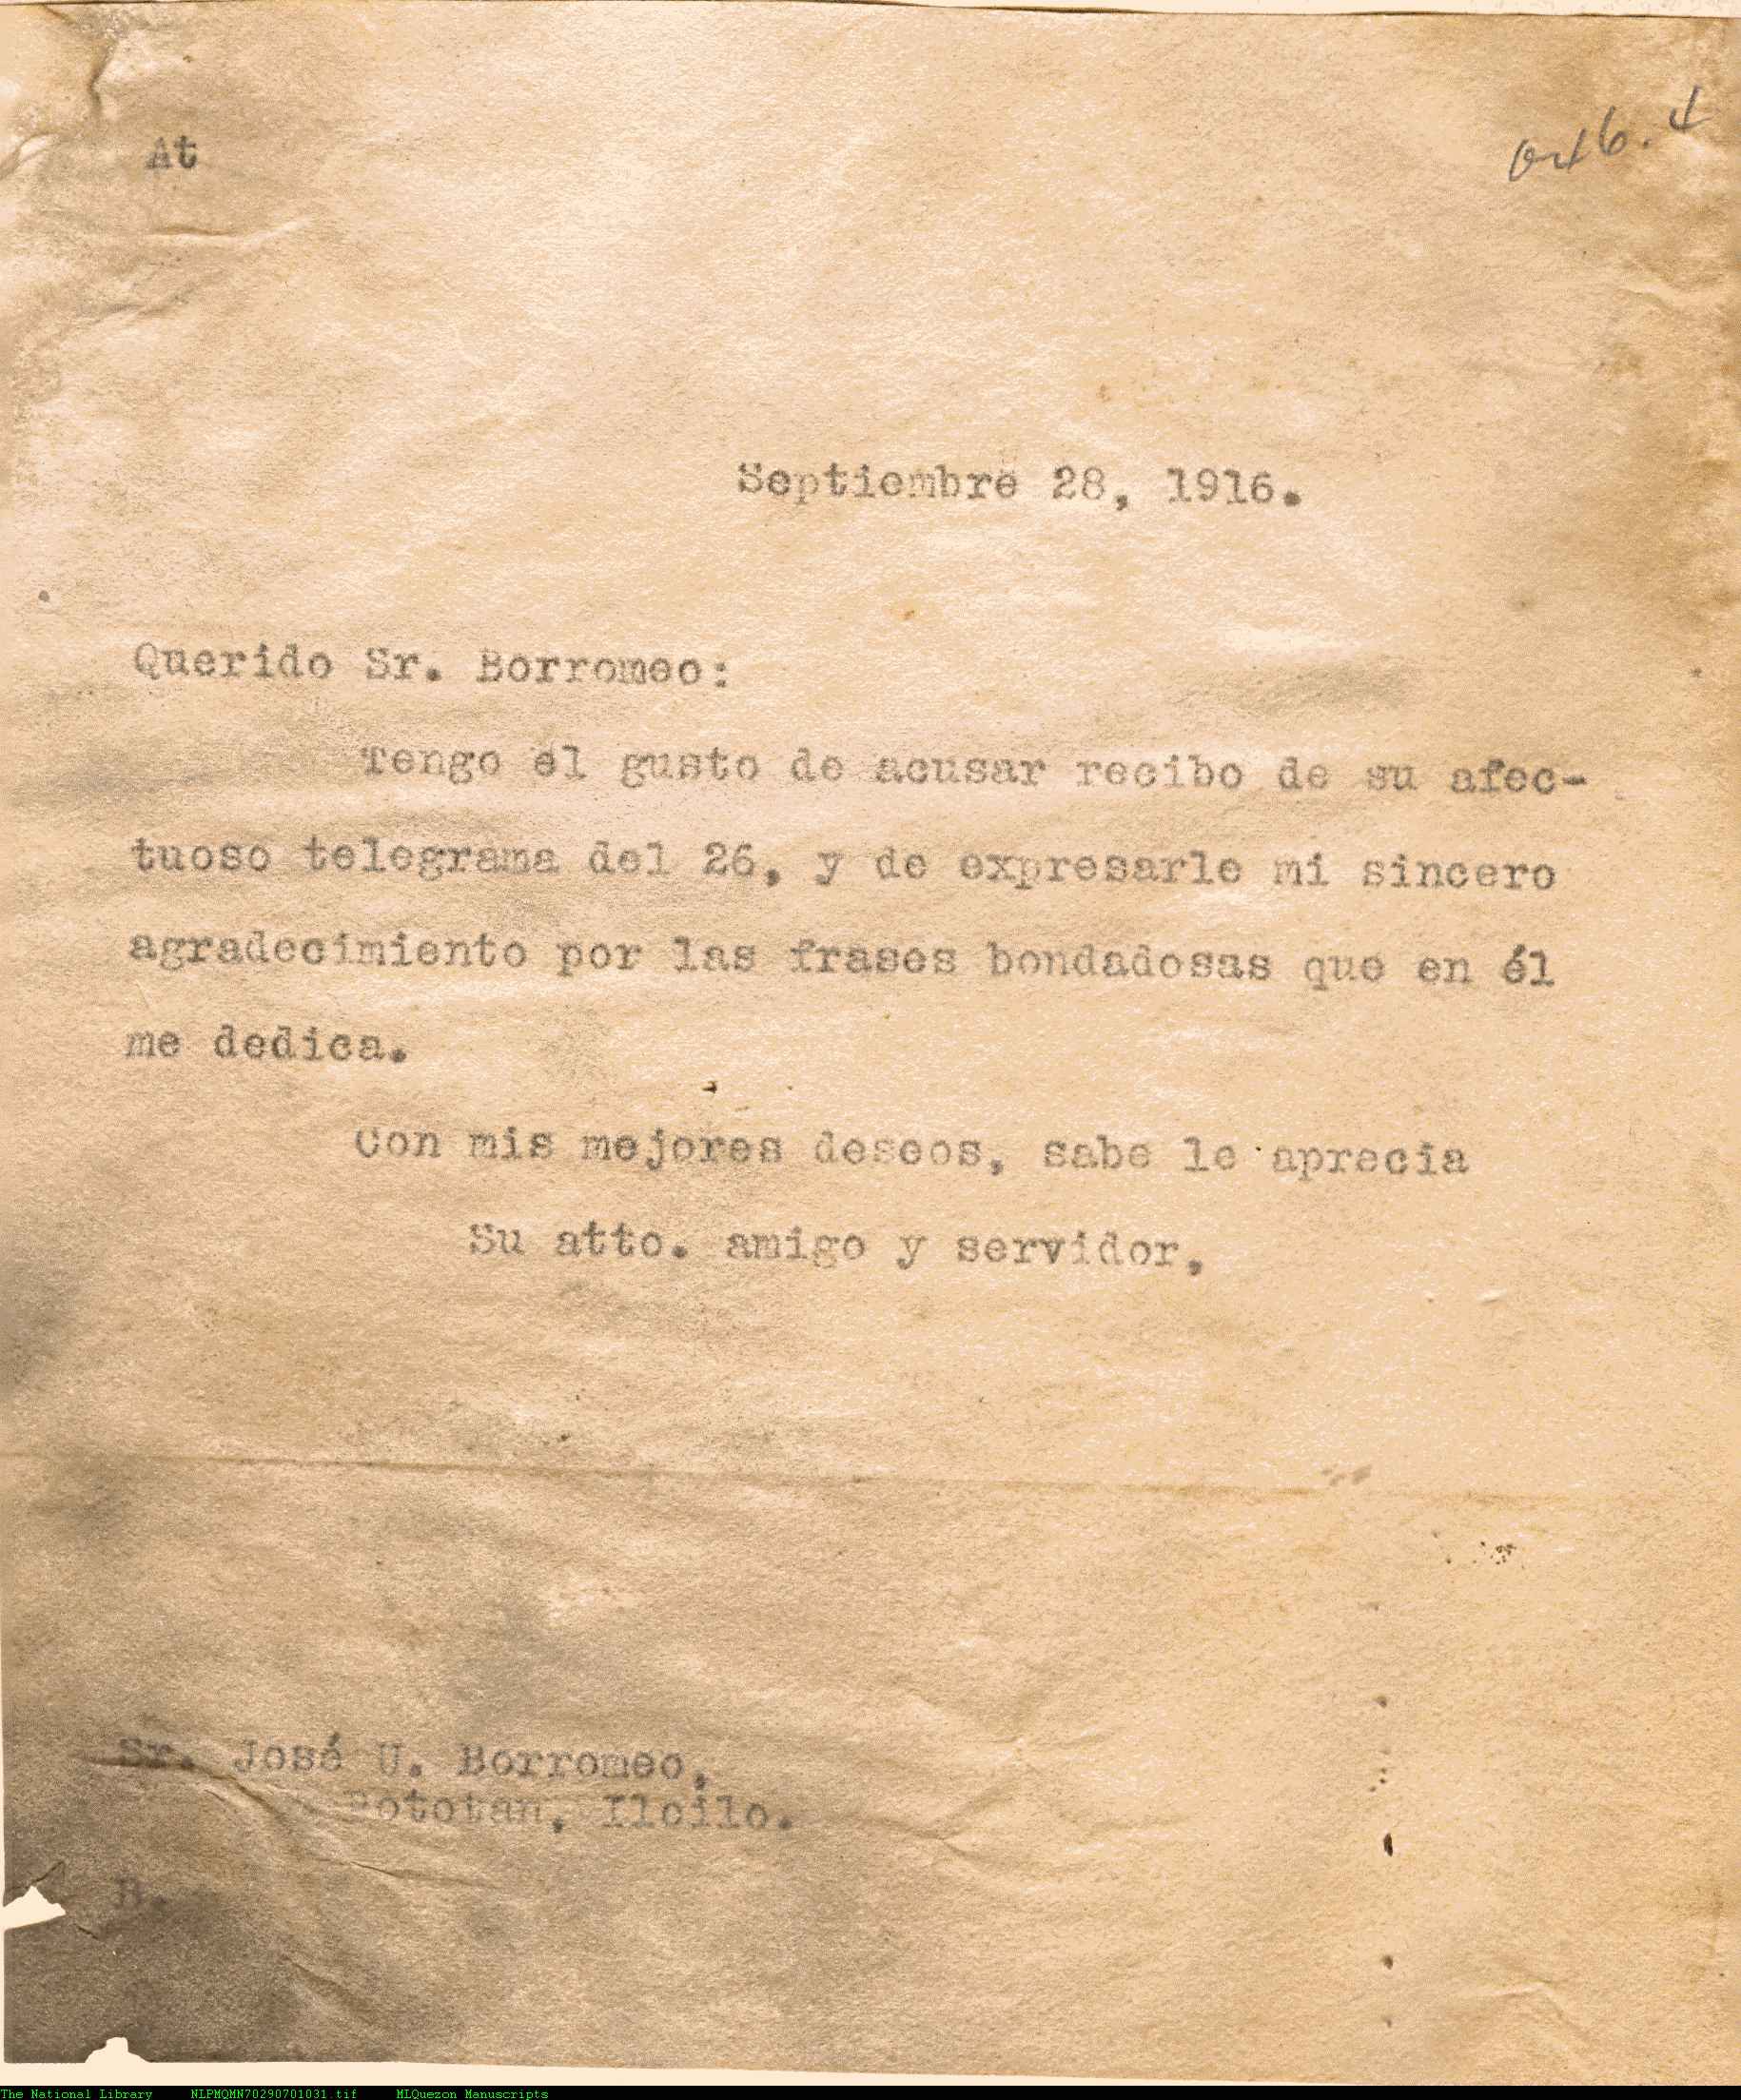 At
Septiembre 28, 1916.
Querido Sr. Borromeo:
Tengo el gusto de acusar recibo de su afec-
tuoso telegrama del 26, y de expresarle mi sincero
agradecimiento por las frases bondadosas que en él
me dedica.
Con mis mejores deseos, sabe le aprecia
Su atto. amigo y servidor,
Sr. José U. Borromeo,
Pototan, Iloilo.
B.
The National Library NLPMQMN70290701031.tif MLQuezon Manuscripts